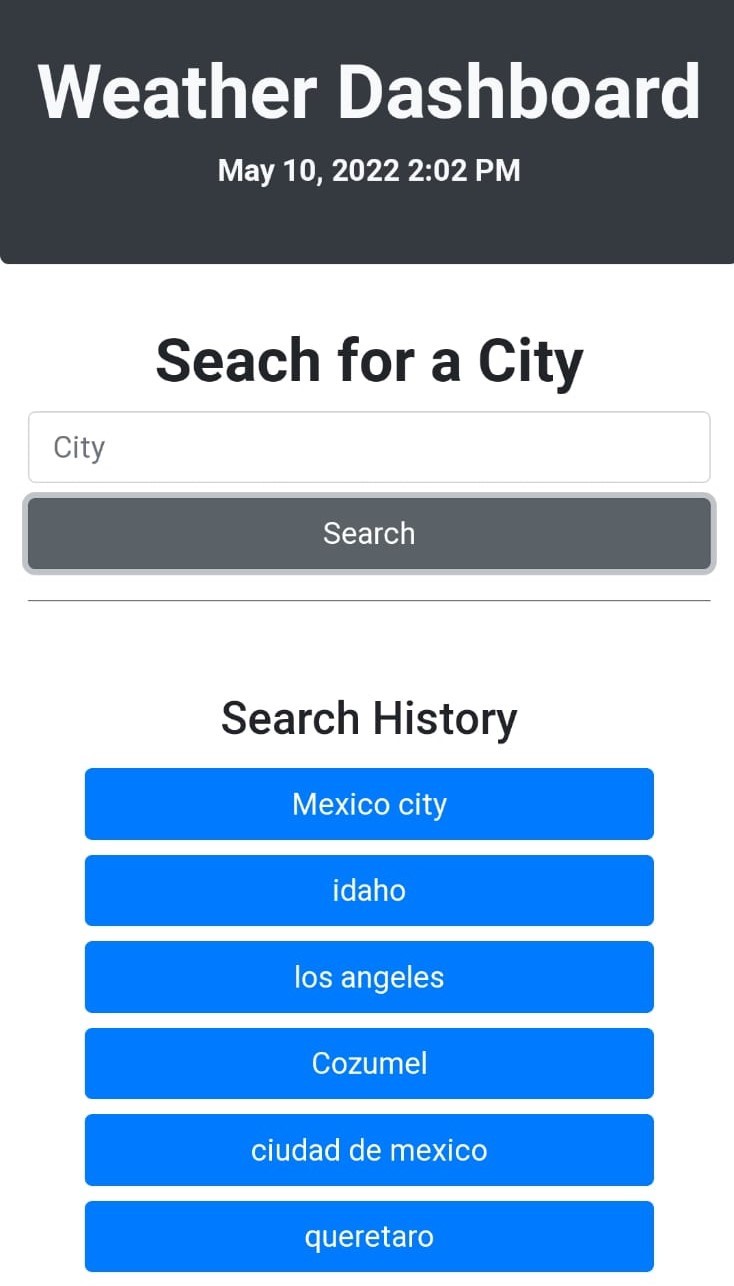 Weather Dashboard
May 10, 2022 2:02 PM
Seach for a City
City
Search
Search History
Mexico city
idaho
los angeles
Cozumel
ciudad de mexico
queretaro